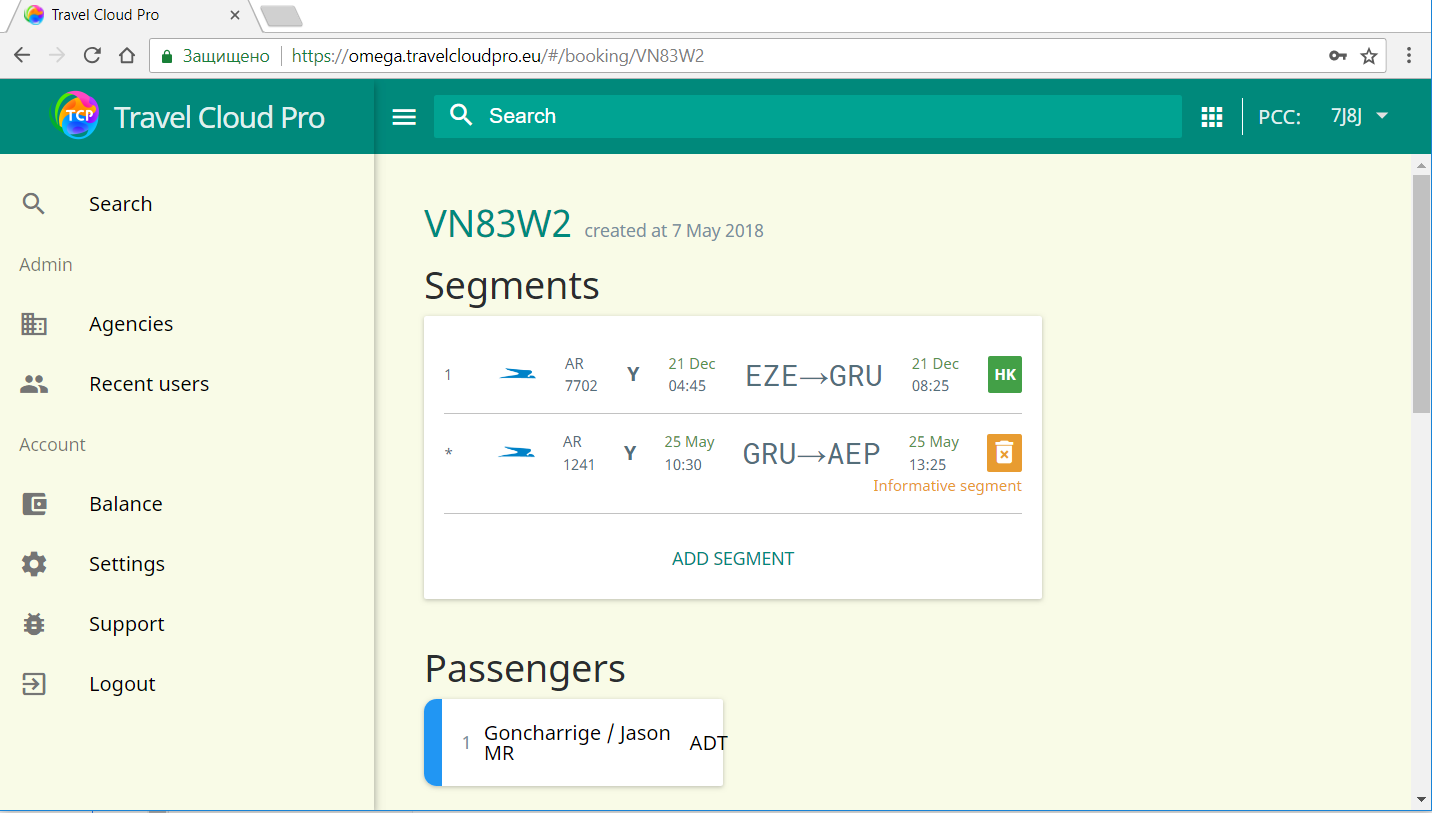 Travel Cloud Pro
Защищено https://omega.travelcloudpro.eu/#/booking/VN83W2
TCP Travel Cloud Pro Search PCC: 7J8J
Search
Admin
Agencies
Recent users
Account
Balance
Settings
Support
Logout
VN83W2 created at 7 May 2018
Segments
1 AR 7702 Y 21 Dec 04:45 EZE→GRU 21 Dec 08:25 HK
* AR 1241 Y 25 May 10:30 GRU→AEP 25 May 13:25
Informative segment
ADD SEGMENT
Passengers
1 Goncharrige / Jason MR ADT